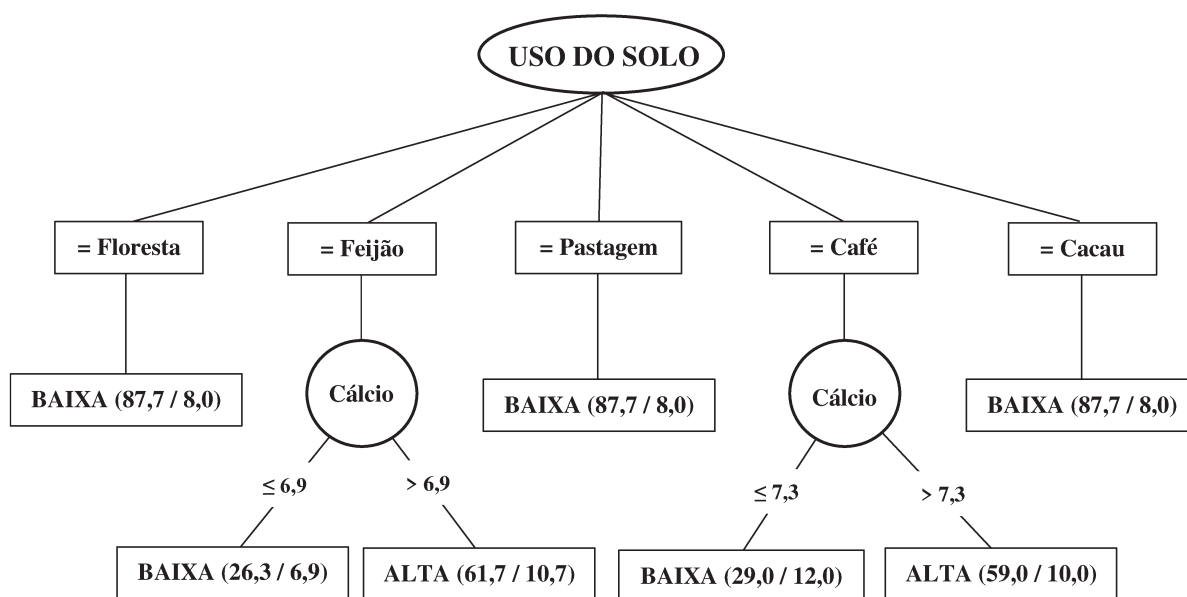 USO DO SOLO
= Floresta
= Feijão
= Pastagem
= Café
= Cacau
BAIXA (87,7 / 8,0)
Cálcio
BAIXA (87,7 / 8,0)
Cálcio
BAIXA (87,7 / 8,0)
≤ 6,9
> 6,9
≤ 7,3
> 7,3
BAIXA (26,3 / 6,9)
ALTA (61,7 / 10,7)
BAIXA (29,0 / 12,0)
ALTA (59,0 / 10,0)